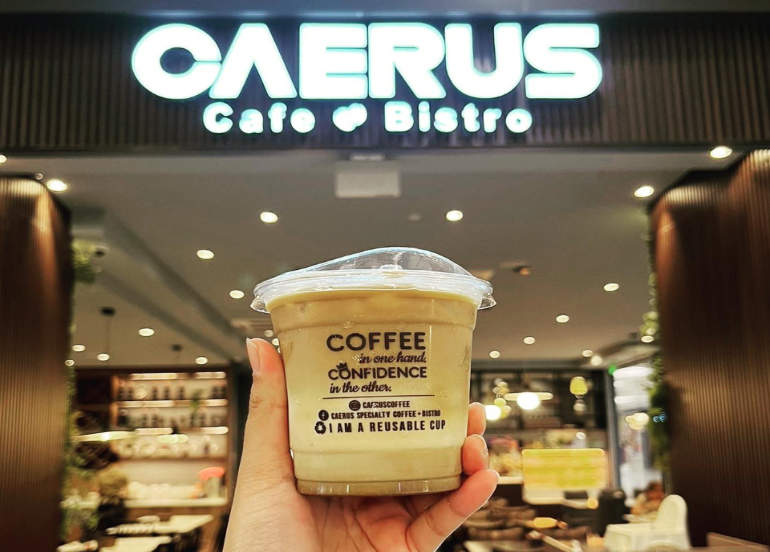 CAERUS
Cafe Bistro
COFFEE
in one hand,
CONFIDENCE
in the other.
CAERUSCOFFEE
CAERUS SPECIALTY COFFEE + BISTRO
I AM A REUSABLE CUP